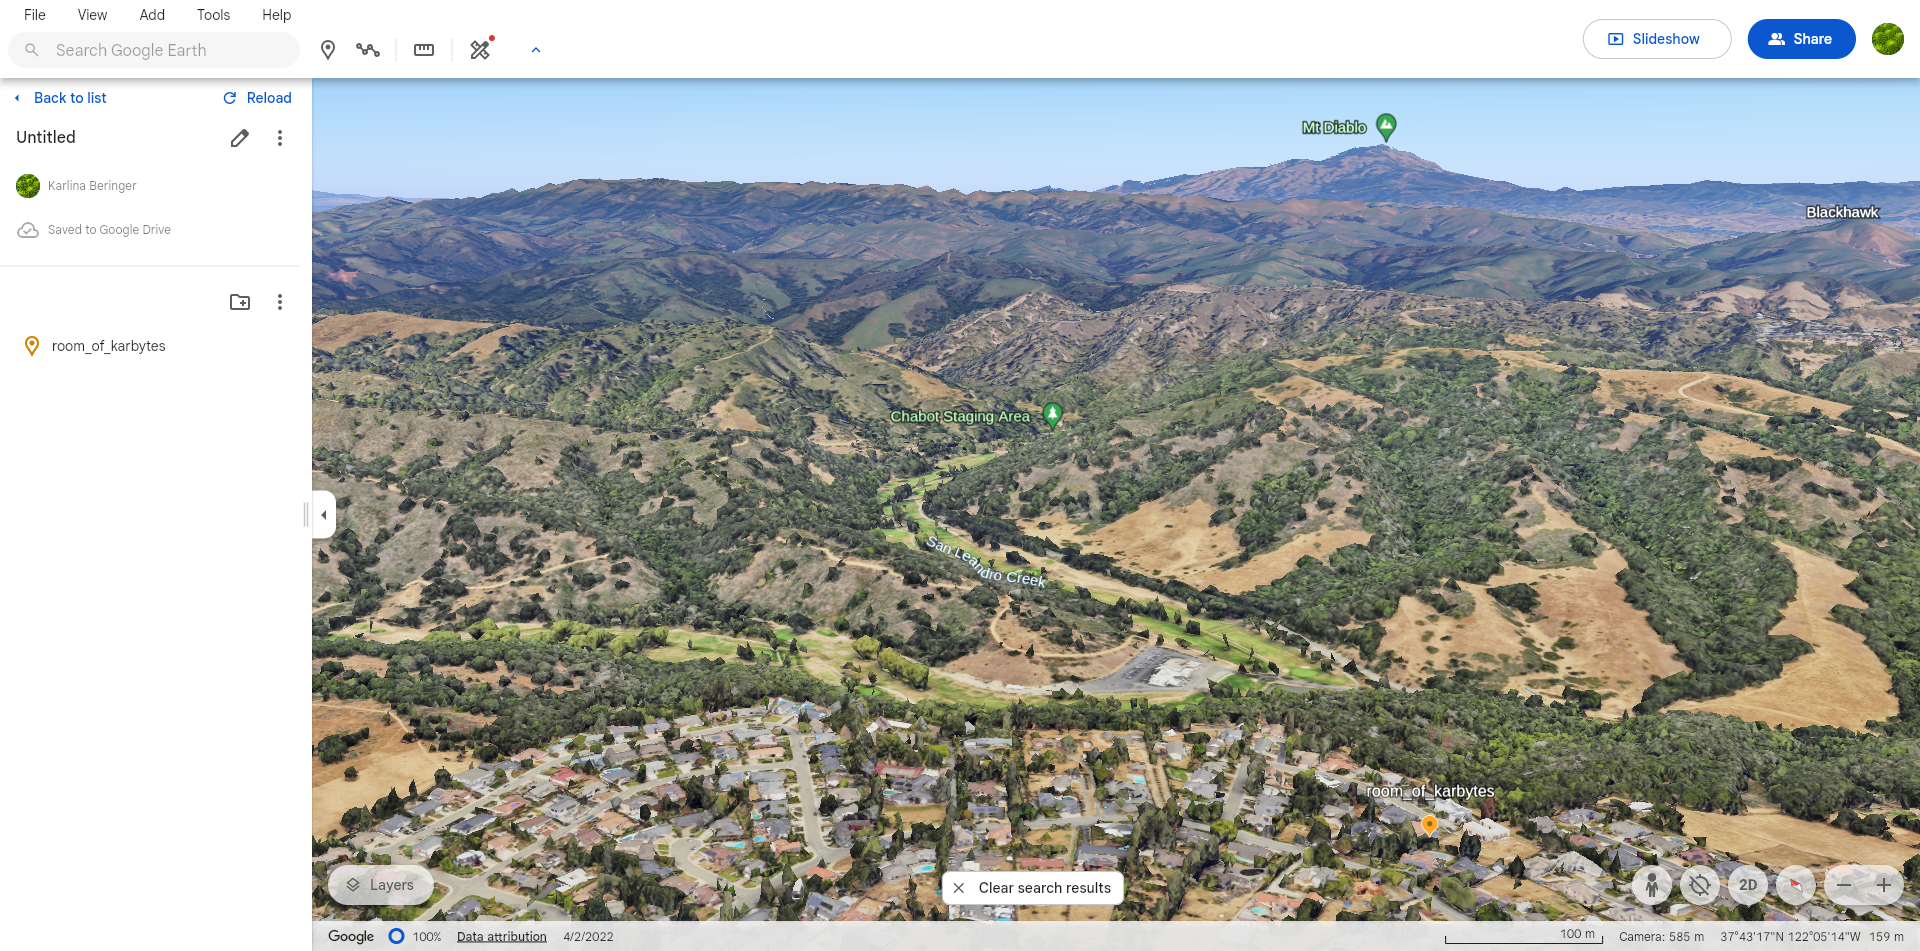 File View Add Tools Help
Search Google Earth
Slideshow
Share
Back to list
Reload
Untitled
Karlina Beringer
Saved to Google Drive
room_of_karbytes
Mt Diablo
Blackhawk
Chabot Staging Area
San Leandro Creek
room_of_karbytes
Layers
Clear search results
2D
Google 100% Data attribution 4/2/2022 100 m Camera: 585 m 37°43'17"N 122°05'14"W 159 m